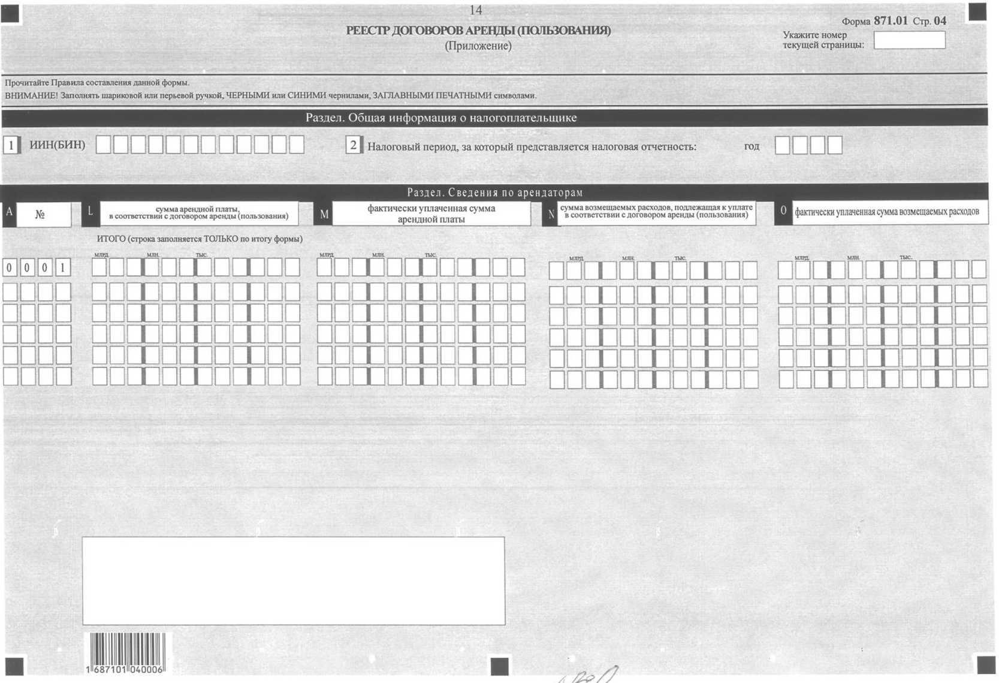 14
РЕЕСТР ДОГОВОРОВ АРЕНДЫ (ПОЛЬЗОВАНИЯ)
(Приложение)
Форма 871.01 Стр. 04
Укажите номер
текущей страницы:
Прочитайте Правила составления данной формы.
ВНИМАНИЕ! Заполнять шариковой или перьевой ручкой, ЧЕРНЫМИ или СИНИМИ чернилами, ЗАГЛАВНЫМИ ПЕЧАТНЫМИ символами.
Раздел. Общая информация о налогоплательщике
1 ИИН(БИН)
2 Налоговый период, за который представляется налоговая отчетность: год
Раздел. Сведения по арендаторам
A №
L сумма арендной платы,
в соответствии с договором аренды (пользования)
M фактически уплаченная сумма
арендной платы
N сумма возмещаемых расходов, подлежащая к уплате
в соответствии с договором аренды (пользования)
O фактически уплаченная сумма возмещаемых расходов
ИТОГО (строка заполняется ТОЛЬКО по итогу формы)
МЛРД. МЛН. ТЫС. МЛРД. МЛН. ТЫС. МЛРД. МЛН. ТЫС. МЛРД. МЛН. ТЫС.
0 0 0 1
1 687101 040006